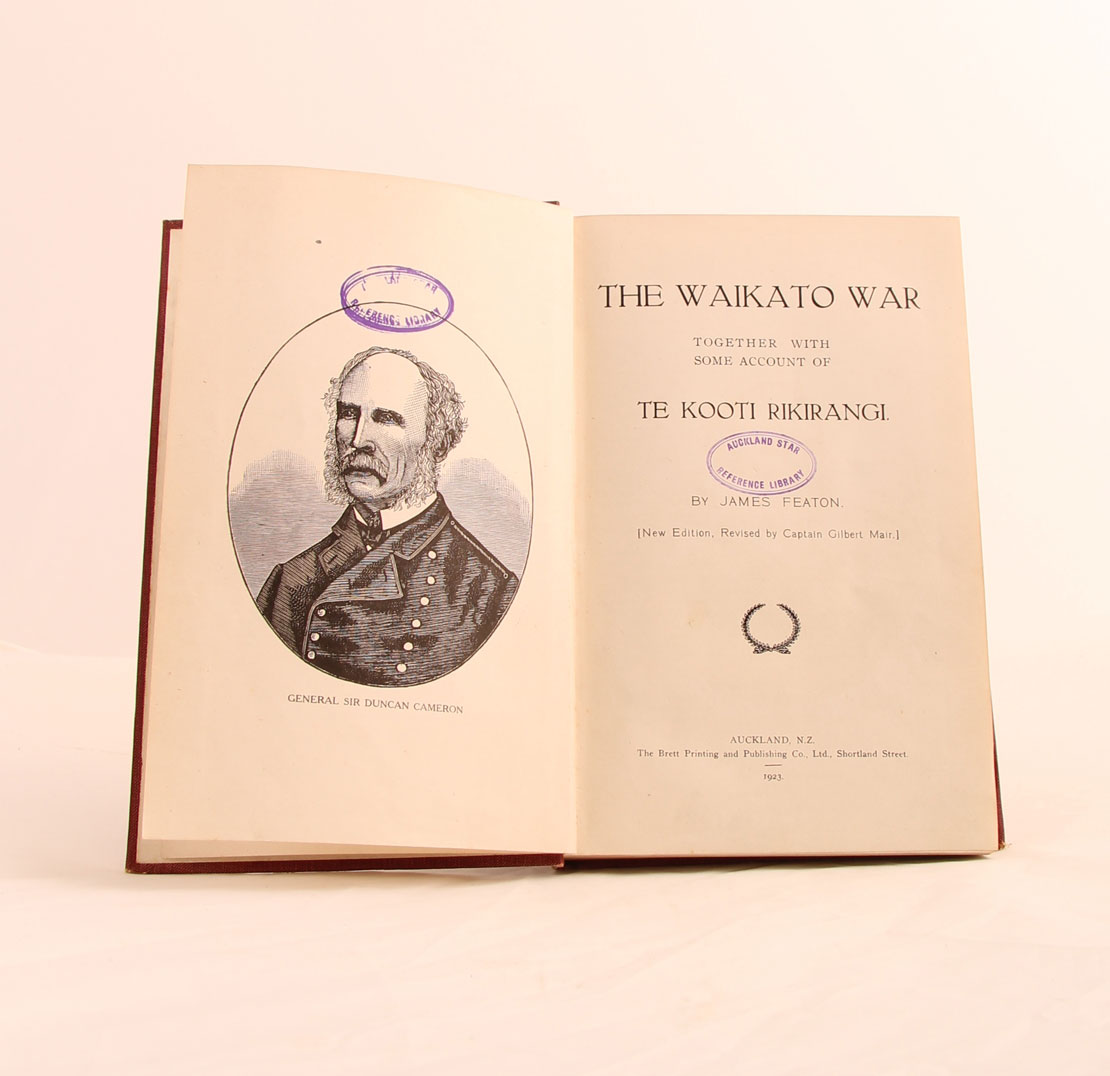 REFERENCE LIBRARY
GENERAL SIR DUNCAN CAMERON
THE WAIKATO WAR
TOGETHER WITH
SOME ACCOUNT OF
TE KOOTI RIKIRANGI.
AUCKLAND STAR
REFERENCE LIBRARY
BY JAMES FEATON.
[New Edition, Revised by Captain Gilbert Mair.]
AUCKLAND, N.Z.
The Brett Printing and Publishing Co., Ltd., Shortland Street.
1923.